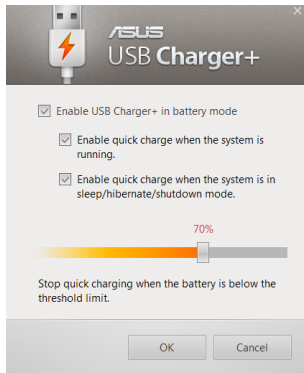 ASUS
USB Charger+
Enable USB Charger+ in battery mode
Enable quick charge when the system is
running.
Enable quick charge when the system is in
sleep/hibernate/shutdown mode.
70%
Stop quick charging when the battery is below the
threshold limit.
OK Cancel